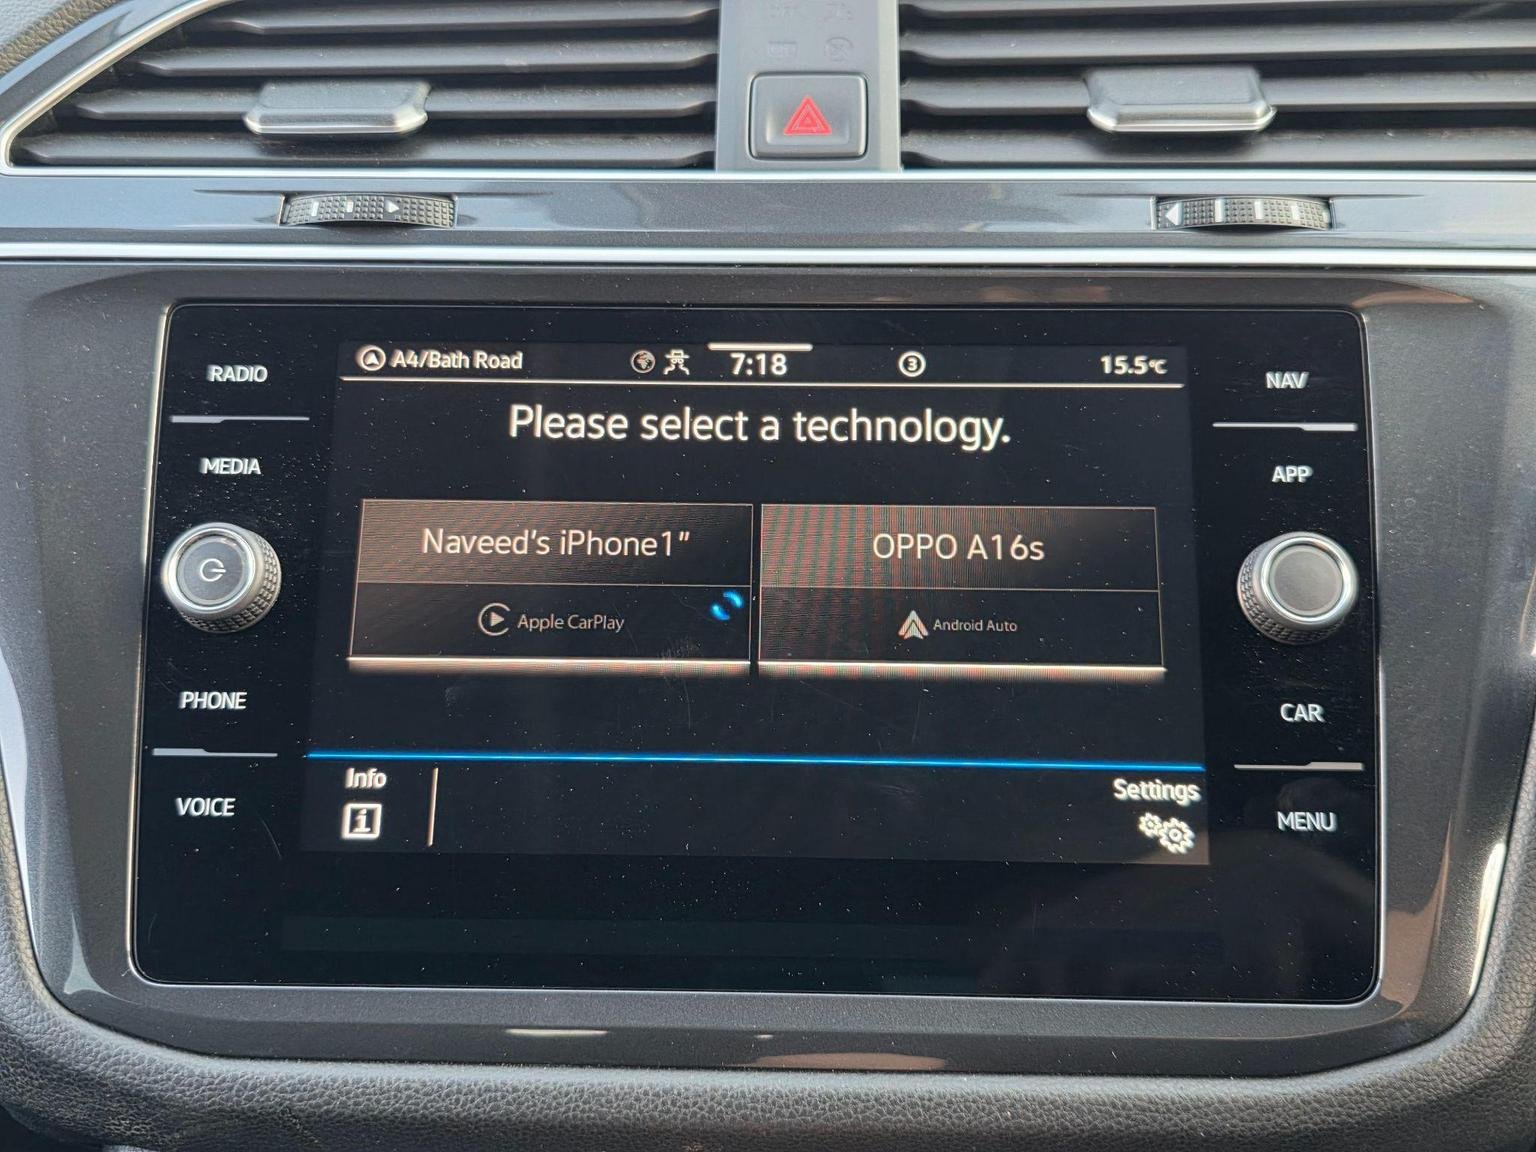 RADIO
MEDIA
PHONE
VOICE
A4/Bath Road
7:18
3
15.5°C
Please select a technology.
Naveed's iPhone1"
Apple CarPlay
OPPO A16s
Android Auto
Info
i
Settings
NAV
APP
CAR
MENU